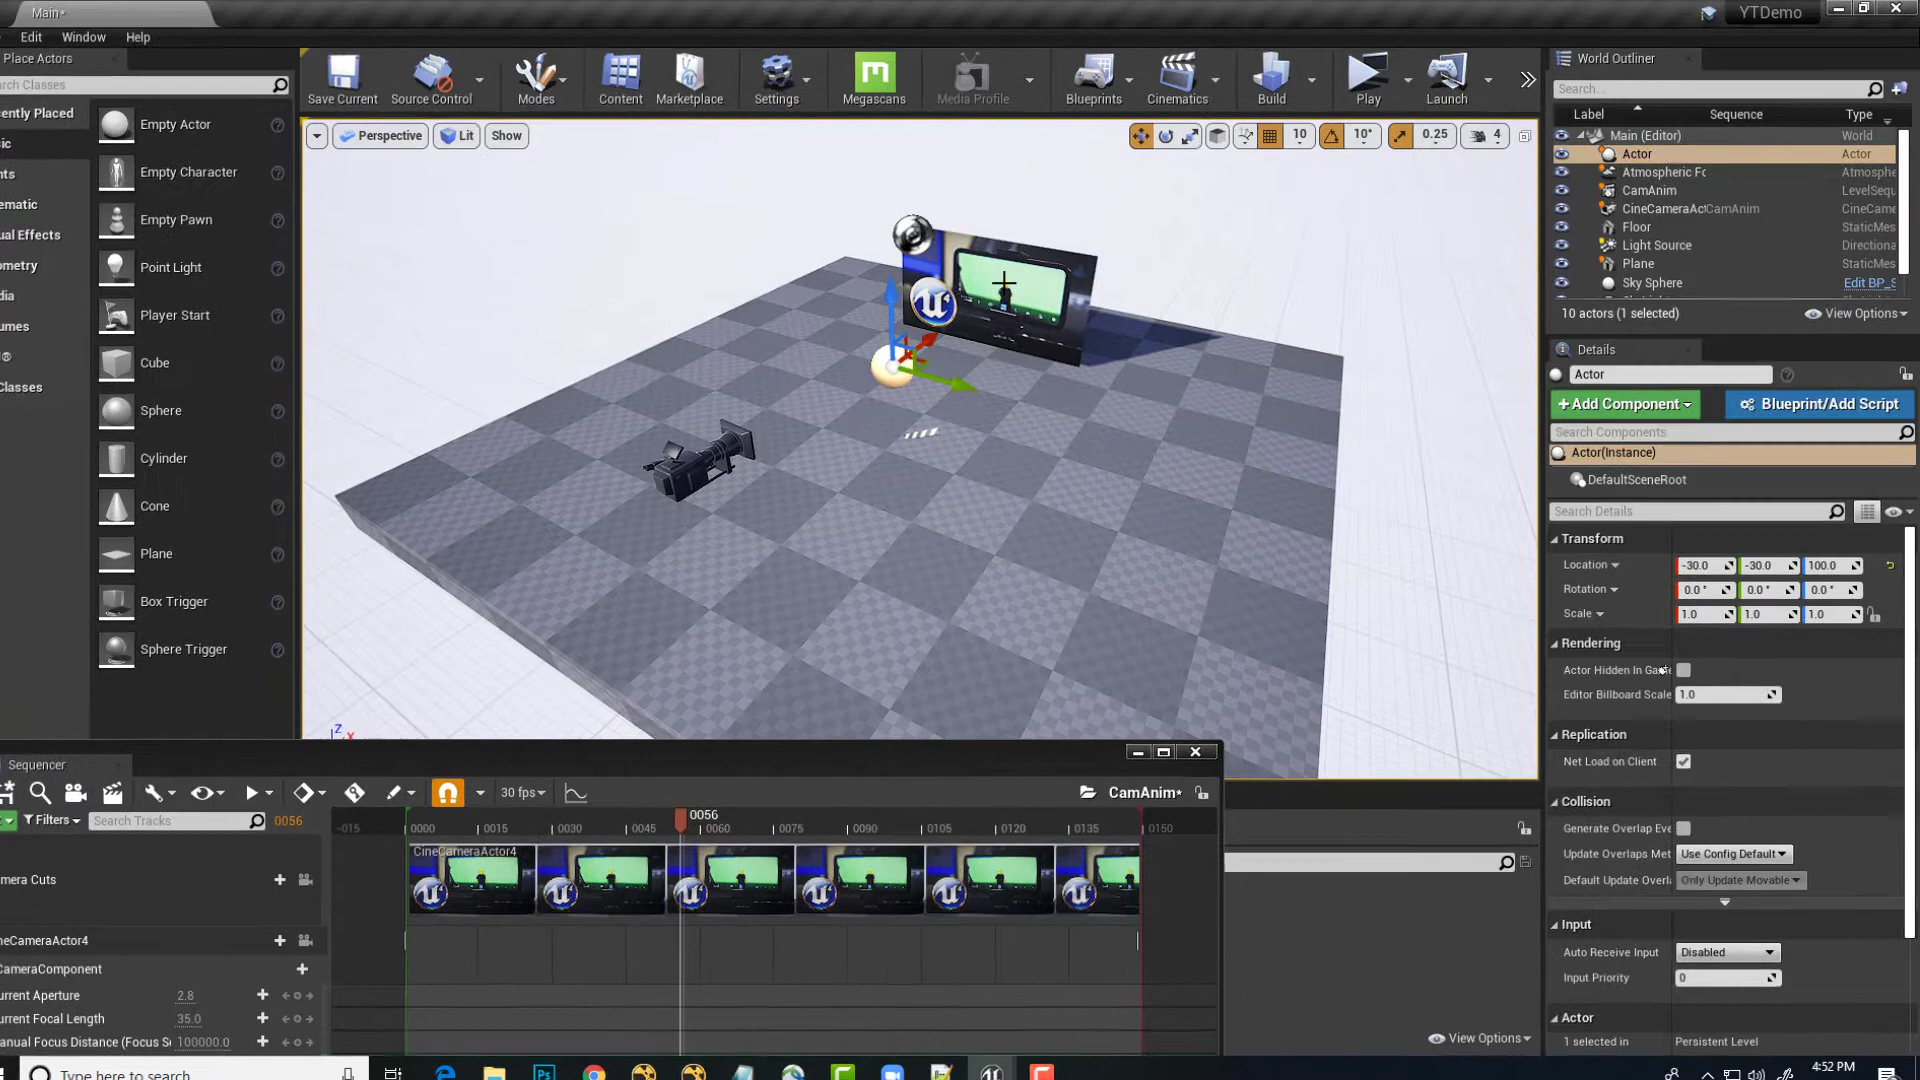 Main*
YTDemo
Edit
Window
Help
Place Actors
earch Classes
ently Placed
Empty Actor
Empty Character
Empty Pawn
Point Light
Player Start
Cube
Sphere
Cylinder
Cone
Plane
Box Trigger
Sphere Trigger
sic
nts
ematic
ual Effects
ometry
dia
umes
Classes
Save Current
Source Control
Modes
Content
Marketplace
Settings
Megascans
Media Profile
Blueprints
Cinematics
Build
Play
Launch
Perspective
Lit
Show
10
10°
0.25
4
World Outliner
Search...
Label
Sequence
Type
Main (Editor)
World
Actor
Actor
Atmospheric Fo
Atmosphe
CamAnim
LevelSequ
CineCameraAct
CamAnim
CineCame
Floor
StaticMes
Light Source
Directiona
Plane
StaticMes
Sky Sphere
Edit BP_S
10 actors (1 selected)
View Options
Details
Actor
+Add Component
Blueprint/Add Script
Search Components
Actor(Instance)
DefaultSceneRoot
Search Details
Transform
Location
-30.0
-30.0
100.0
Rotation
0.0 °
0.0 °
0.0 °
Scale
1.0
1.0
1.0
Rendering
Actor Hidden In Game
Editor Billboard Scale
1.0
Replication
Net Load on Client
Collision
Generate Overlap Eve
Update Overlaps Met
Use Config Default
Default Update Overla
Only Update Movable
Input
Auto Receive Input
Disabled
Input Priority
0
Actor
1 selected in
Persistent Level
Z
X
Sequencer
30 fps
CamAnim*
Filters
Search Tracks
0056
-015
0000
0015
0030
0045
0056
0060
0075
0090
0105
0120
0135
0150
CineCameraActor4
mera Cuts
neCameraActor4
CameraComponent
urrent Aperture
2.8
urrent Focal Length
35.0
anual Focus Distance (Focus S
100000.0
View Options
Type here to search
4:52 PM